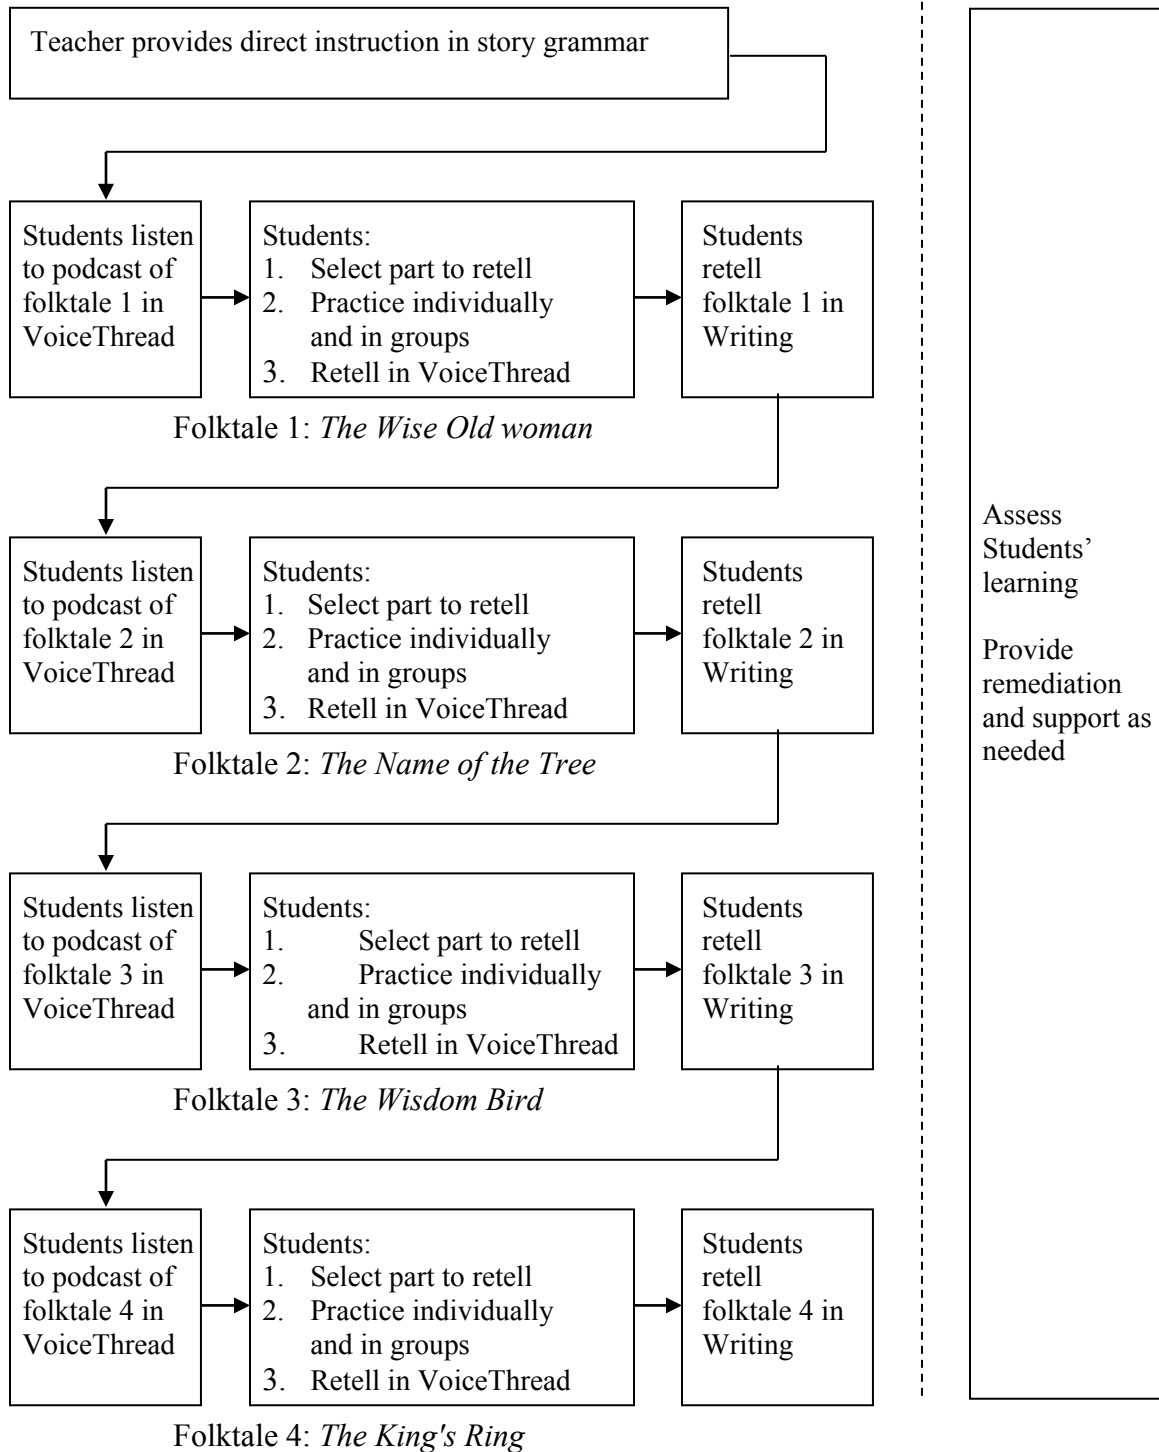 Teacher provides direct instruction in story grammar
Students listen
to podcast of
folktale 1 in
VoiceThread
Students:
1. Select part to retell
2. Practice individually
and in groups
3. Retell in VoiceThread
Students
retell
folktale 1 in
Writing
Folktale 1: The Wise Old woman
Students listen
to podcast of
folktale 2 in
VoiceThread
Students:
1. Select part to retell
2. Practice individually
and in groups
3. Retell in VoiceThread
Students
retell
folktale 2 in
Writing
Folktale 2: The Name of the Tree
Students listen
to podcast of
folktale 3 in
VoiceThread
Students:
1. Select part to retell
2. Practice individually
and in groups
3. Retell in VoiceThread
Students
retell
folktale 3 in
Writing
Folktale 3: The Wisdom Bird
Students listen
to podcast of
folktale 4 in
VoiceThread
Students:
1. Select part to retell
2. Practice individually
and in groups
3. Retell in VoiceThread
Students
retell
folktale 4 in
Writing
Folktale 4: The King's Ring
Assess
Students’
learning
Provide
remediation
and support as
needed